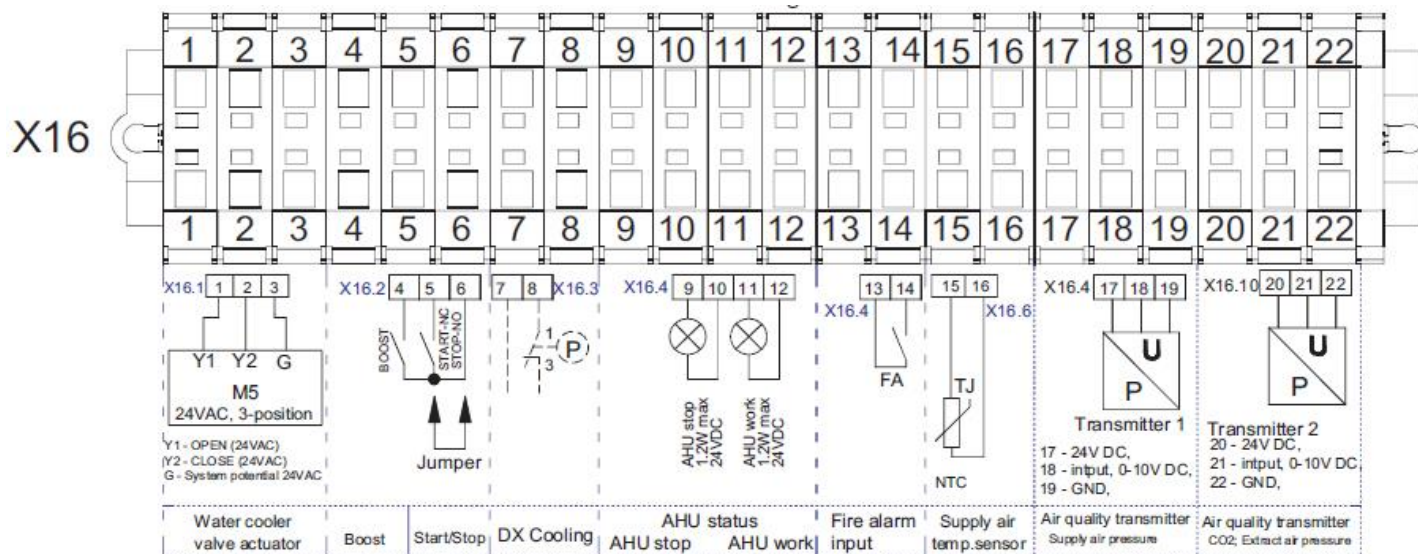 1 2 3 4 5 6 7 8 9 10 11 12 13 14 15 16 17 18 19 20 21 22
X16
1 2 3 4 5 6 7 8 9 10 11 12 13 14 15 16 17 18 19 20 21 22
X16.1 1 2 3
X16.2 4 5 6
7 8 X16.3
X16.4 9 10 11 12
13 14
X16.4
15 16
X16.6
X16.4 17 18 19
X16.10 20 21 22
Y1 Y2 G
M5
24VAC, 3-position
Y1 - OPEN (24VAC)
Y2 - CLOSE (24VAC)
G - System potential 24VAC
BOOST
START-NC
STOP-NO
Jumper
1
P
3
AHU stop
1.2W max
24VDC
AHU work
1.2W max
24VDC
FA
TJ
NTC
U
P
Transmitter 1
17 - 24V DC,
18 - intput, 0-10V DC,
19 - GND,
U
P
Transmitter 2
20 - 24V DC,
21 - intput, 0-10V DC,
22 - GND,
Water cooler
valve actuator
Boost
Start/Stop
DX Cooling
AHU status
AHU stop AHU work
Fire alarm
input
Supply air
temp.sensor
Air quality transmitter
Supply air pressure
Air quality transmitter
CO2; Extract air pressure